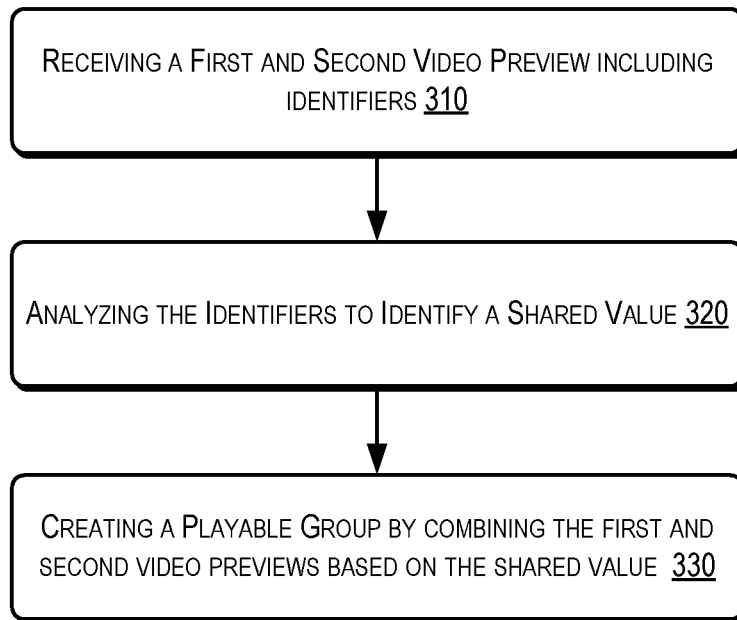 RECEIVING A FIRST AND SECOND VIDEO PREVIEW INCLUDING
IDENTIFIERS 310
ANALYZING THE IDENTIFIERS TO IDENTIFY A SHARED VALUE 320
CREATING A PLAYABLE GROUP BY COMBINING THE FIRST AND
SECOND VIDEO PREVIEWS BASED ON THE SHARED VALUE 330